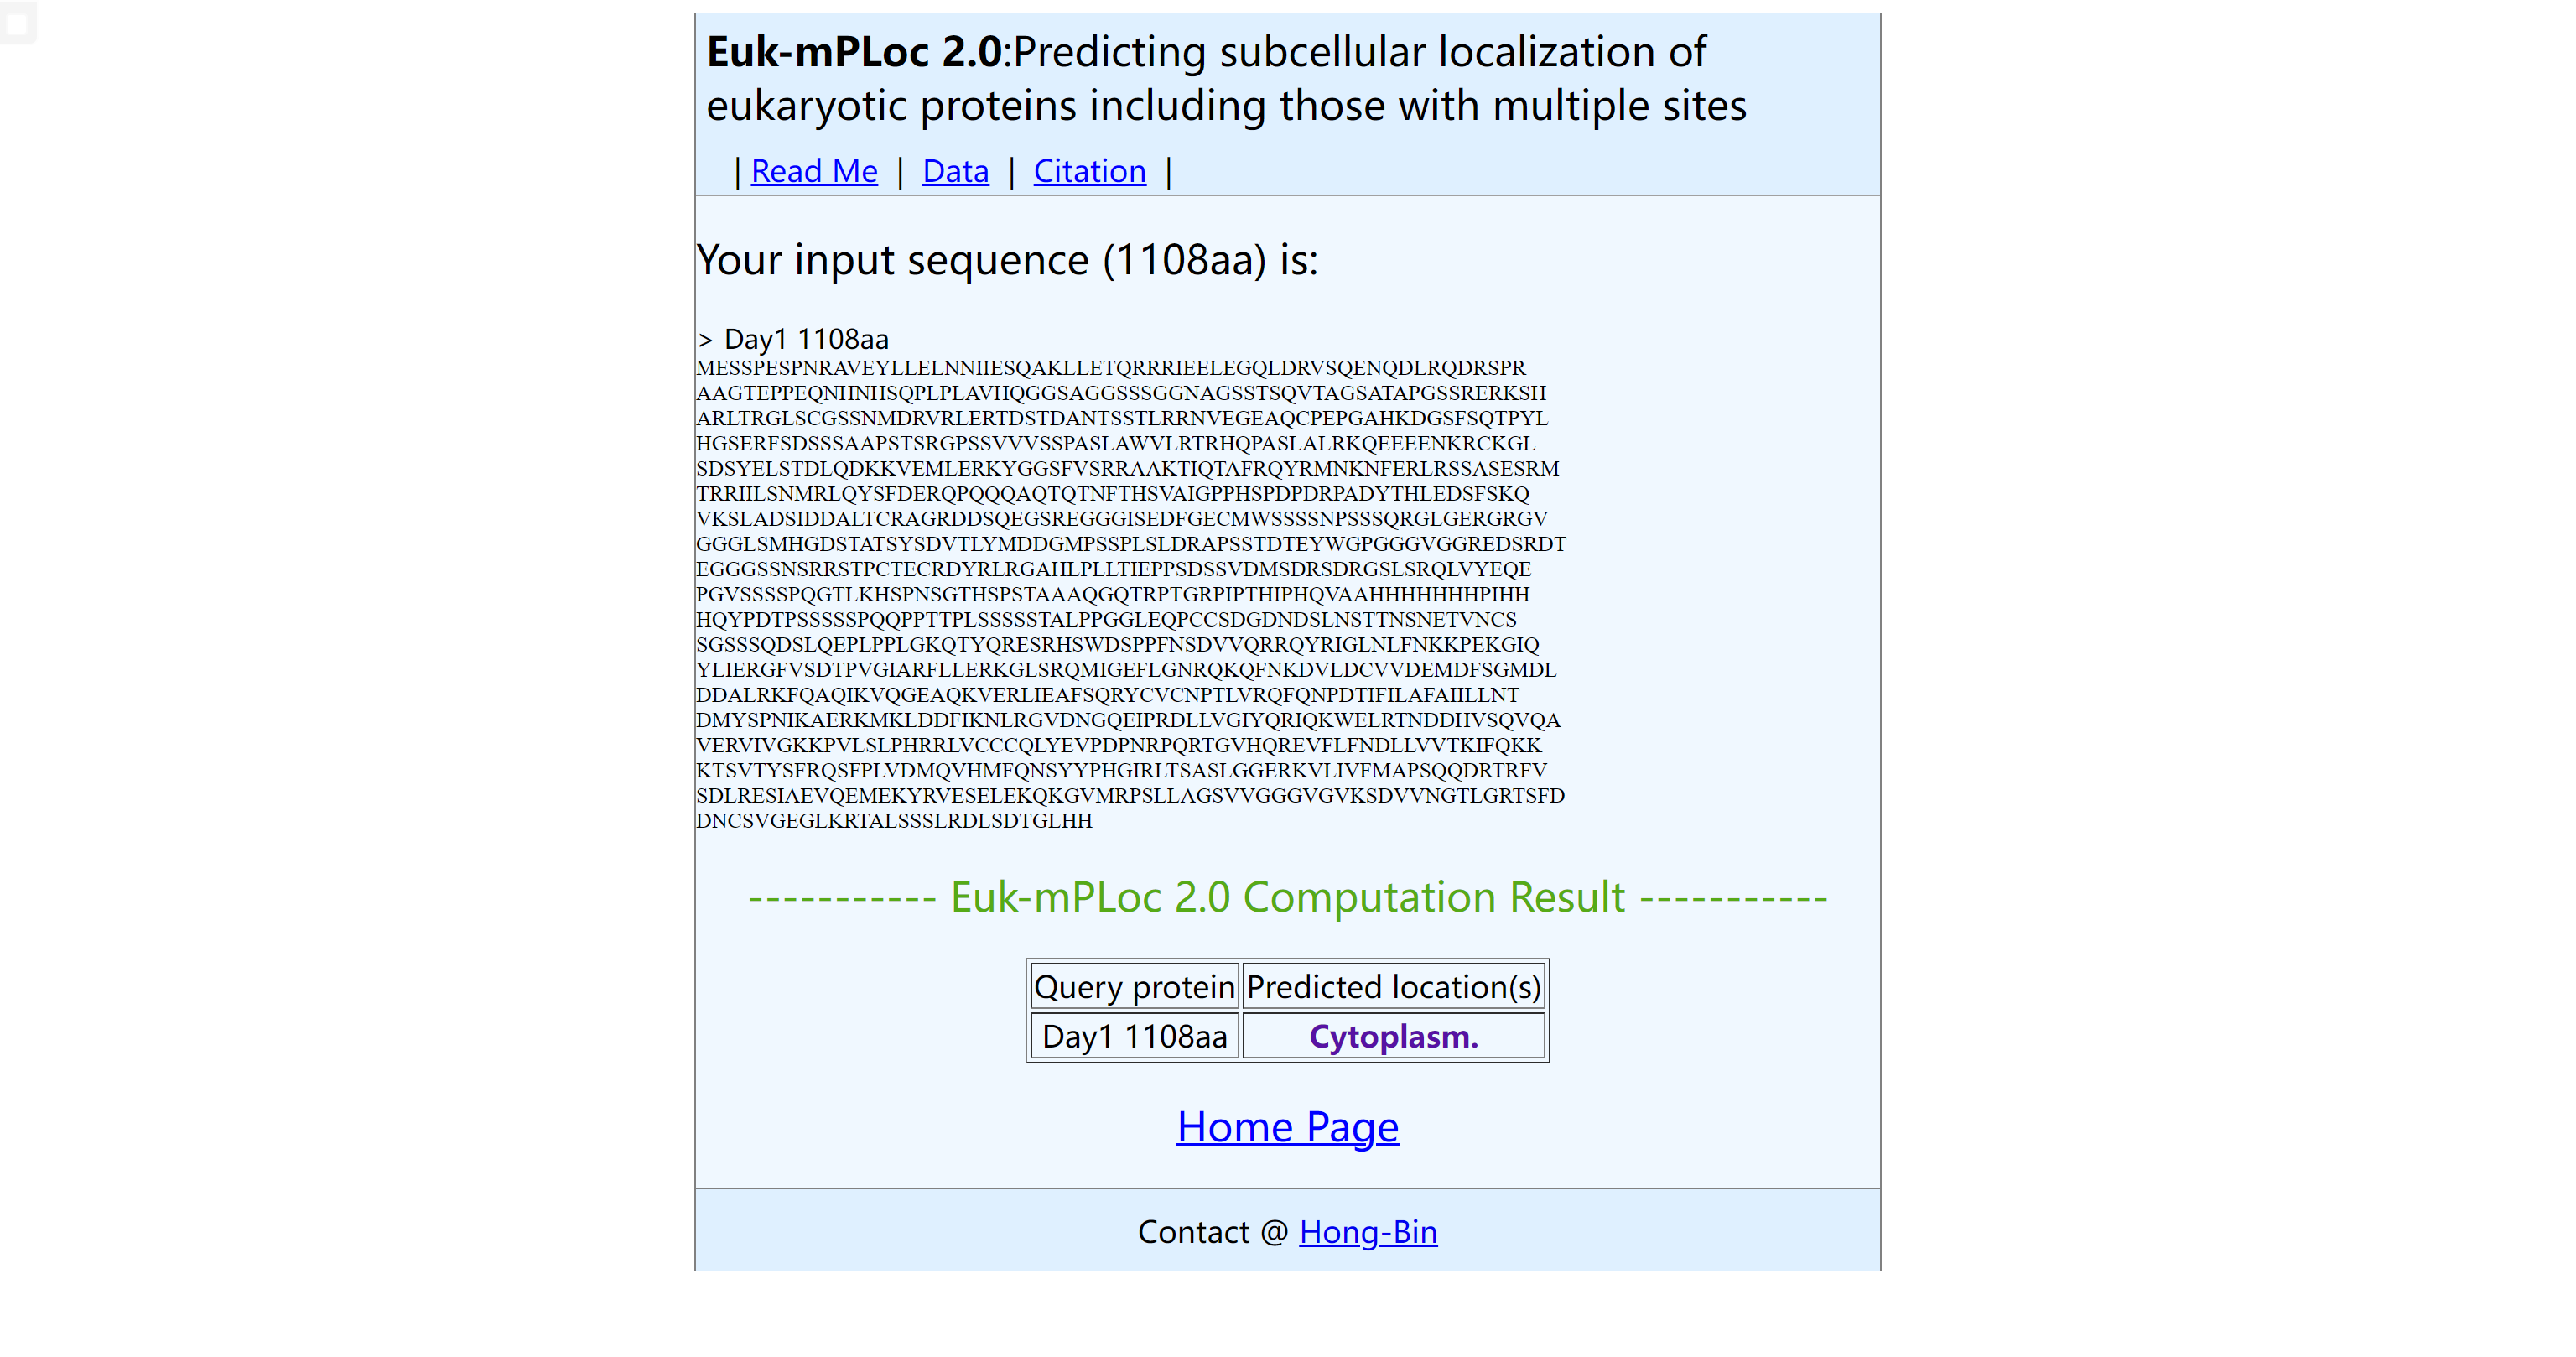 Euk-mPLoc 2.0:Predicting subcellular localization of
eukaryotic proteins including those with multiple sites
| Read Me | Data | Citation |
Your input sequence (1108aa) is:
> Day1 1108aa
MESSPESPNRAVEYLLELNNIIESQAKLLETQRRRIEELEGQLDRVSQENQDLRQDRSPR
AAGTEPPEQNHNHSQPLPLAVHQGGSAGGSSSGGNAGSSTSQVTAGSATAPGSSRERKSH
ARLTRGLSCGSSNMDRVRLERTDSTDANTSSTLRRNVEGEAQCPEPGAHKDGSFSQTPYL
HGSERFSDSSSAAPSTSRGPSSVVVSSPASLAWVLRTRHQPASLALRKQEEEENKRCKGL
SDSYELSTDLQDKKVEMLERKYGGSFVSRRAAKTIQTAFRQYRMNKNFERLRSSASESRM
TRRIILSNMRLQYSFDERQPQQQAQTQTNFTHSVAIGPPHSPDPDRPADYTHLEDSFSKQ
VKSLADSIDDALTCRAGRDDSQEGSREGGGISEDFGECMWSSSSNPSSSQRGLGERGRGV
GGGLSMHGDSTATSYSDVTLYMDDGMPSSPLSLDRAPSSTDTEYWGPGGGVGGREDSRDT
EGGGSSNSRRSTPCTECRDYRLRGAHLPLLTIEPPSDSSVDMSDRSDRGSLSRQLVYEQE
PGVSSSSPQGTLKHSPNSGTHSPSTAAAQGQTRPTGRPIPTHIPHQVAAHHHHHHHPIHH
HQYPDTPSSSSSPQQPPTTPLSSSSSTALPPGGLEQPCCSDGDNDSLNSTTNSNETVNCS
SGSSSQDSLQEPLPPLGKQTYQRESRHSWDSPPFNSDVVQRRQYRIGLNLFNKKPEKGIQ
YLIERGFVSDTPVGIARFLLERKGLSRQMIGEFLGNRQKQFNKDVLDCVVDEMDFSGMDL
DDALRKFQAQIKVQGEAQKVERLIEAFSQRYCVCNPTLVRQFQNPDTIFILAFAIILLNT
DMYSPNIKAERKMKLDDFIKNLRGVDNGQEIPRDLLVGIYQRIQKWELRTNDDHVSQVQA
VERVIVGKKPVLSLPHRRLVCCCQLYEVPDPNRPQRTGVHQREVFLFNDLLVVTKIFQKK
KTSVTYSFRQSFPLVDMQVHMFQNSYYPHGIRLTSASLGGERKVLIVFMAPSQQDRTRFV
SDLRESIAEVQEMEKYRVESELEKQKGVMRPSLLAGSVVGGGVGVKSDVVNGTLGRTSFD
DNCSVGEGLKRTALSSSLRDLSDTGLHH
----------- Euk-mPLoc 2.0 Computation Result -----------
Query protein Predicted location(s)
Day1 1108aa Cytoplasm.
Home Page
Contact @ Hong-Bin